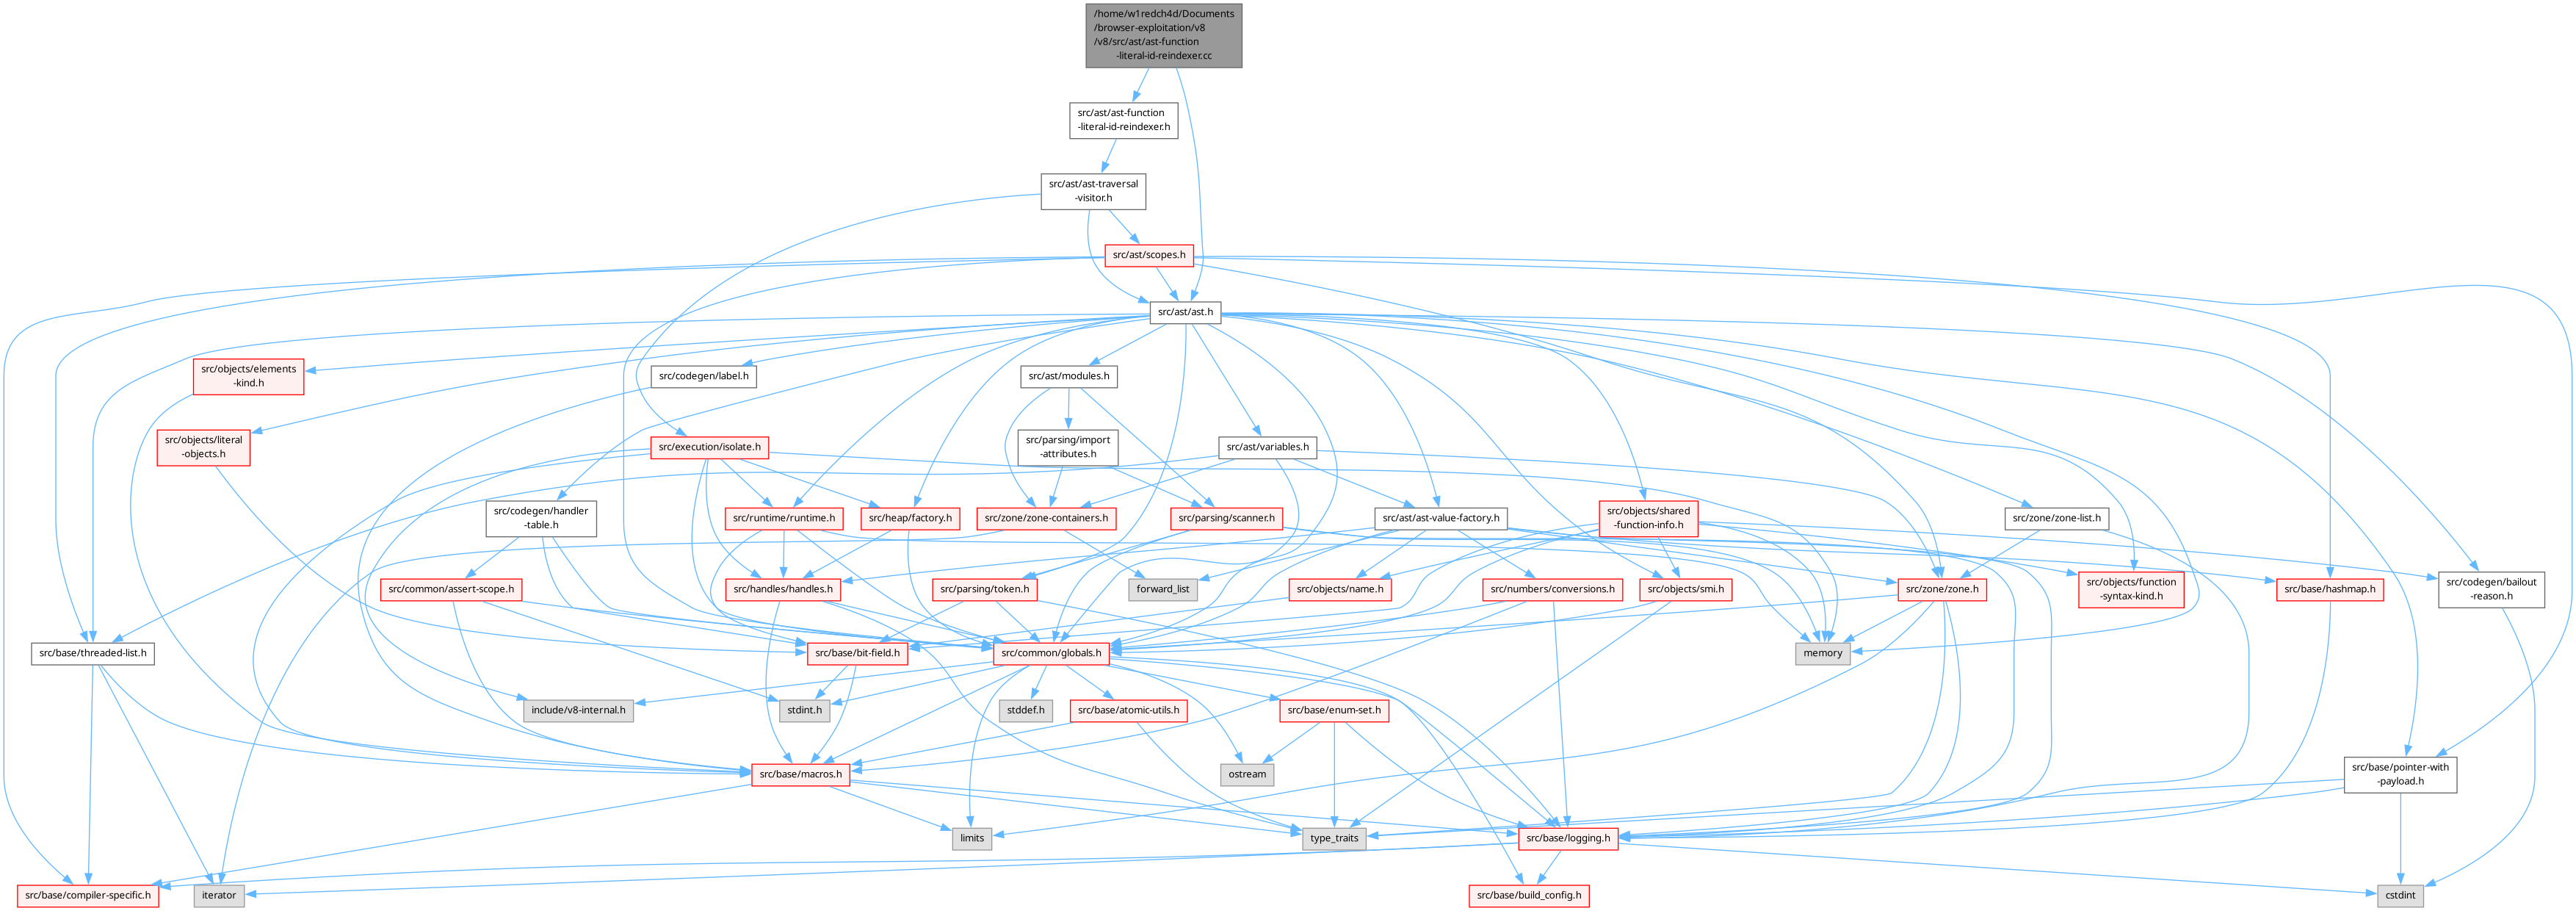 /home/w1redch4d/Documents
/browser-exploitation/v8
/v8/src/ast/ast-function
-literal-id-reindexer.cc
src/ast/ast-function
-literal-id-reindexer.h
src/ast/ast-traversal
-visitor.h
src/ast/scopes.h
src/ast/ast.h
src/objects/elements
-kind.h
src/codegen/label.h
src/ast/modules.h
src/objects/literal
-objects.h
src/execution/isolate.h
src/parsing/import
-attributes.h
src/ast/variables.h
src/codegen/handler
-table.h
src/runtime/runtime.h
src/heap/factory.h
src/zone/zone-containers.h
src/parsing/scanner.h
src/ast/ast-value-factory.h
src/objects/shared
-function-info.h
src/zone/zone-list.h
src/common/assert-scope.h
src/handles/handles.h
src/parsing/token.h
forward_list
src/objects/name.h
src/numbers/conversions.h
src/objects/smi.h
src/zone/zone.h
src/objects/function
-syntax-kind.h
src/base/hashmap.h
src/codegen/bailout
-reason.h
src/base/threaded-list.h
src/base/bit-field.h
src/common/globals.h
memory
include/v8-internal.h
stdint.h
stddef.h
src/base/atomic-utils.h
src/base/enum-set.h
src/base/macros.h
ostream
src/base/pointer-with
-payload.h
limits
type_traits
src/base/logging.h
src/base/compiler-specific.h
iterator
src/base/build_config.h
cstdint